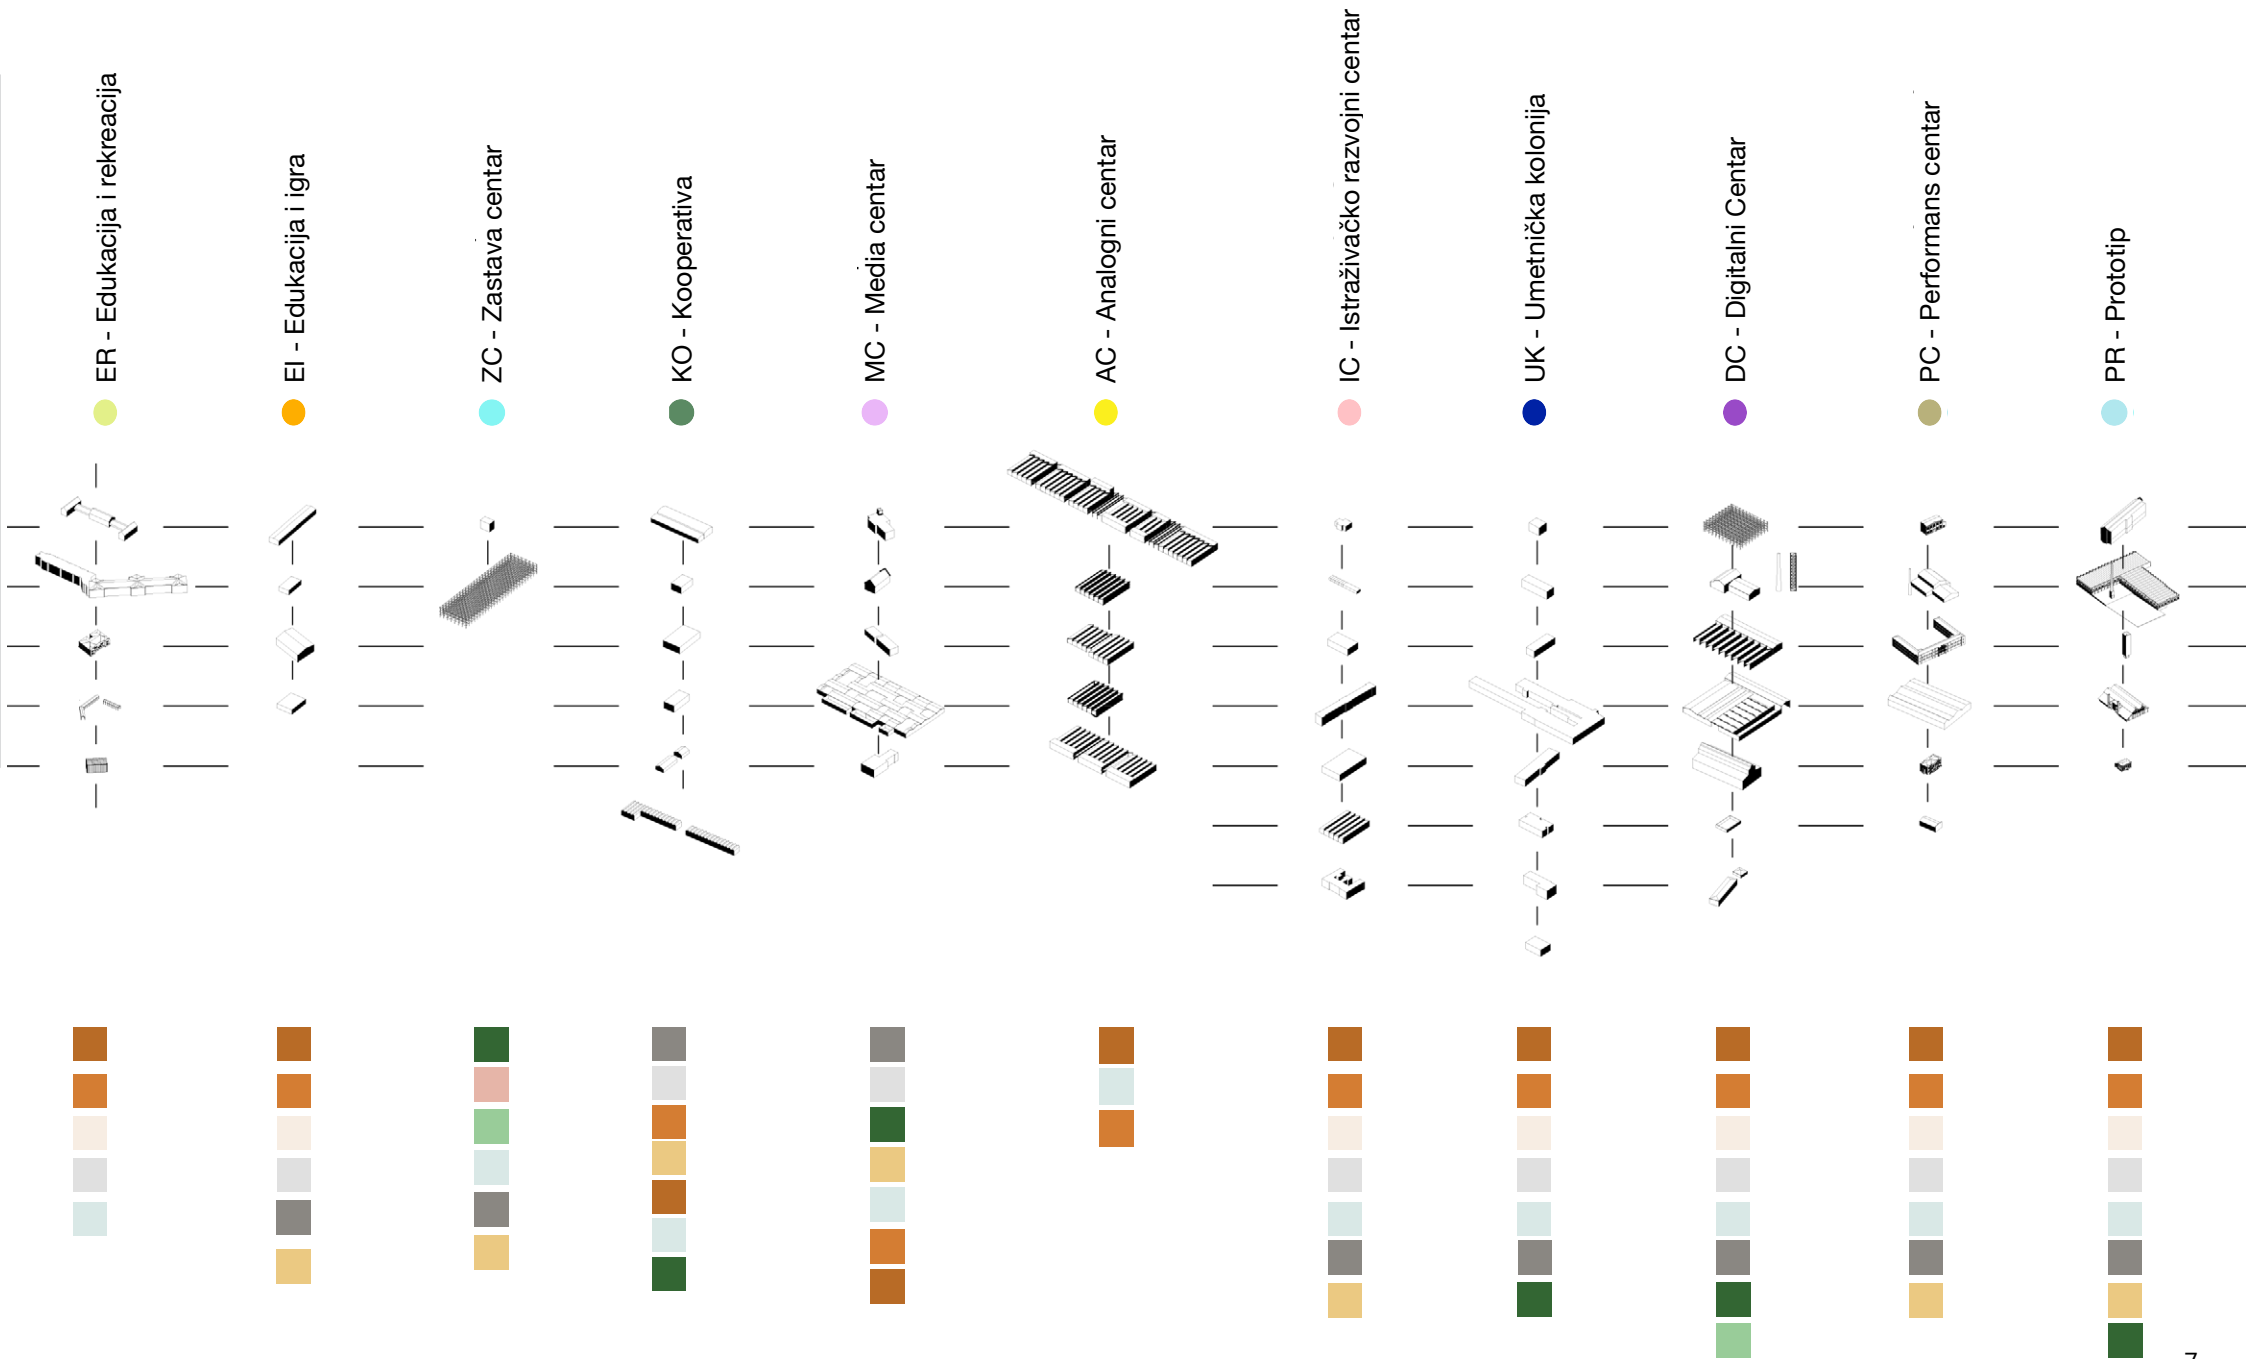 ER - Edukacija i rekreacija
EI - Edukacija i igra
ZC - Zastava centar
KO - Kooperativa
MC - Media centar
AC - Analogni centar
IC - Istraživačko razvojni centar
UK - Umetnička kolonija
DC - Digitalni Centar
PC - Performans centar
PR - Prototip